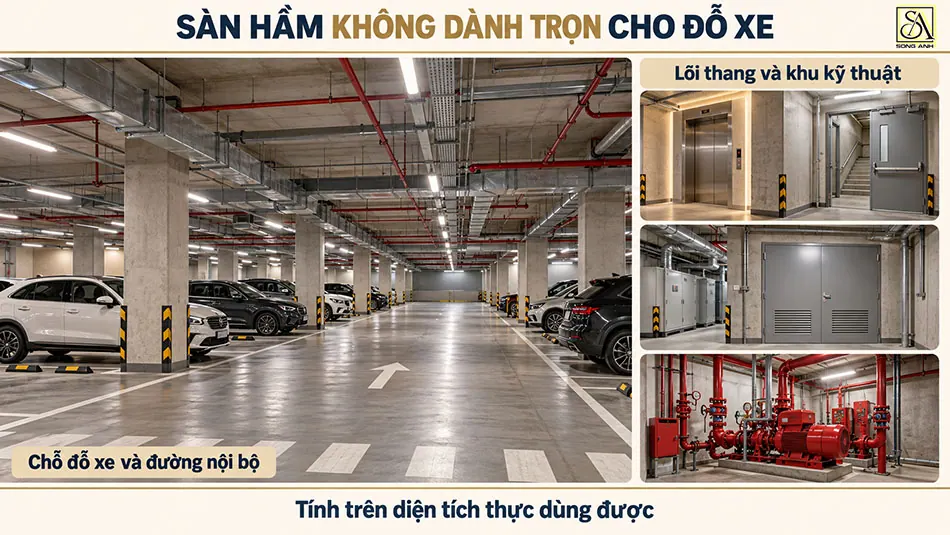 SÀN HẦM KHÔNG DÀNH TRỌN CHO ĐỖ XE
SA
SONG ANH
Lõi thang và khu kỹ thuật
Chỗ đỗ xe và đường nội bộ
Tính trên diện tích thực dùng được